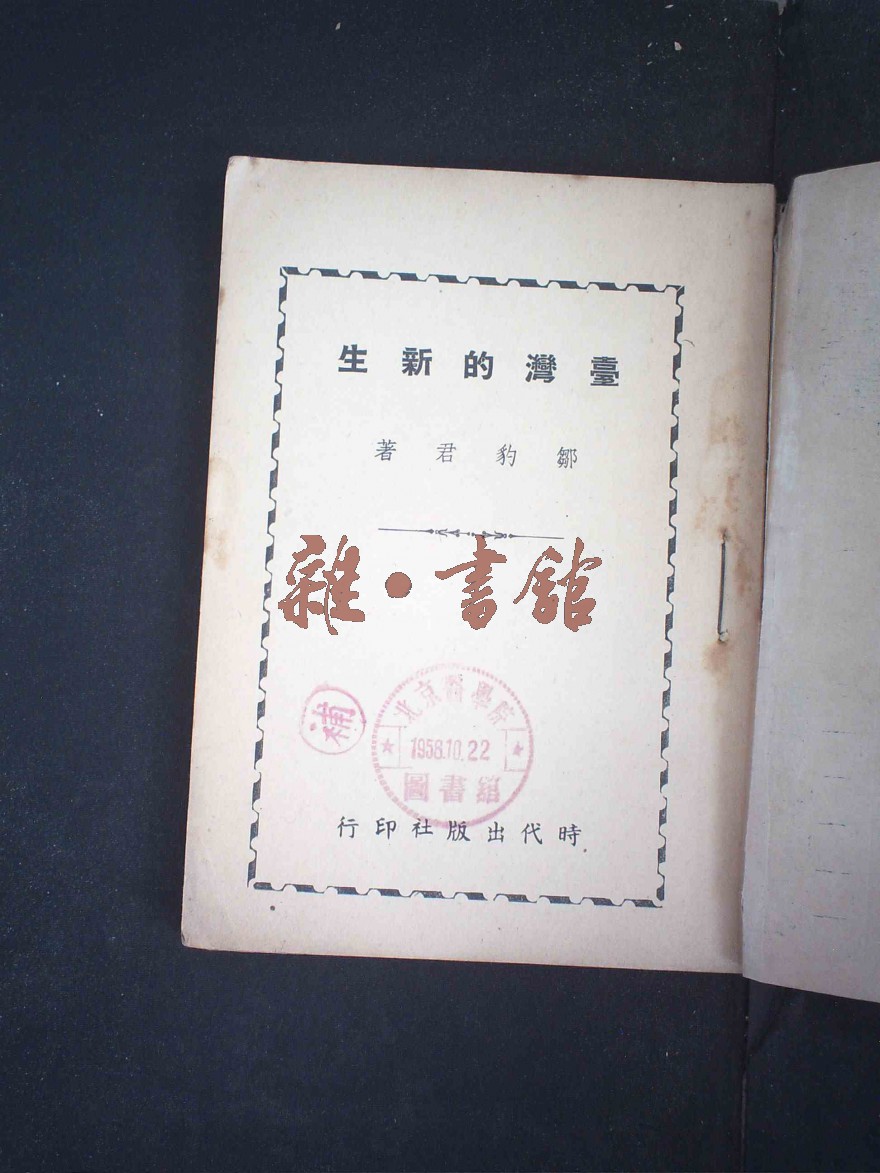 臺灣的新生
鄒豹君著
雜·書館
北京醫學院
1958.10.22
圖書館
補
時代出版社印行